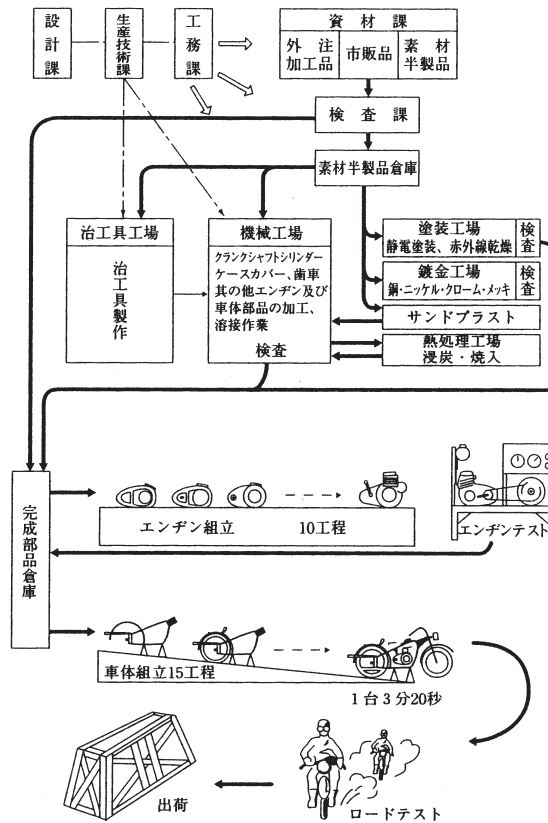 設計課
生産技術課
工務課
資材課
外注加工品
市販品
素材半製品
検査課
素材半製品倉庫
治工具工場
治工具製作
機械工場
クランクシャフトシリンダー
ケースカバー、歯車
其の他エンヂン及び
車体部品の加工、
溶接作業
検査
塗装工場
静電塗装、赤外線乾燥
検査
鍍金工場
銅・ニッケル・クローム・メッキ
検査
サンドブラスト
熱処理工場
浸炭・焼入
完成部品倉庫
エンヂン組立 10工程
エンヂンテスト
車体組立15工程
1台3分20秒
ロードテスト
出荷